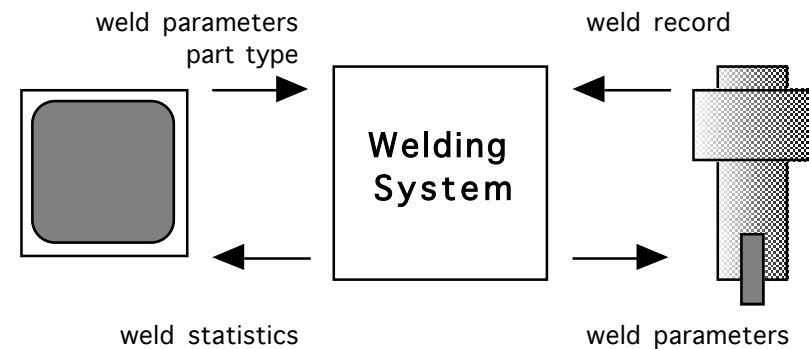 weld parameters
part type
weld record
Welding
System
weld statistics
weld parameters